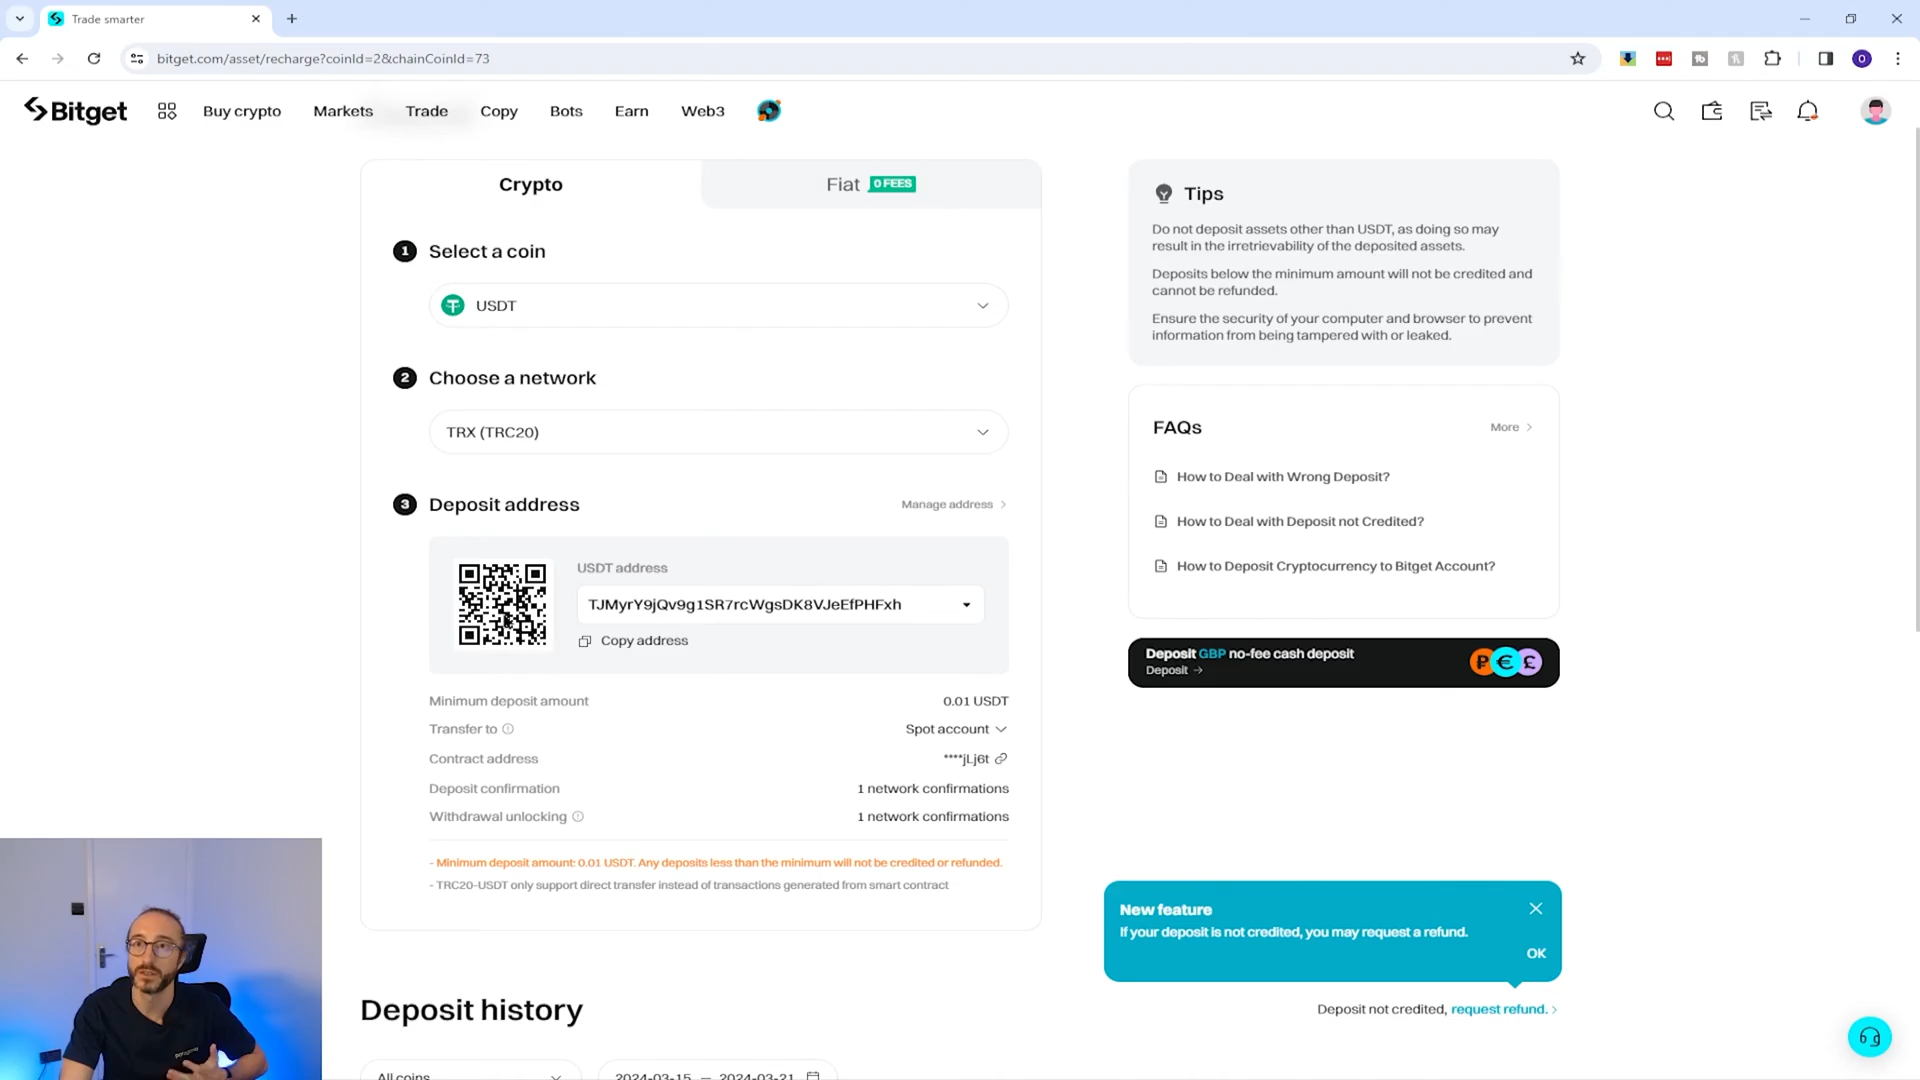 Trade smarter
bitget.com/asset/recharge?coinId=2&chainCoinId=73
O
Bitget
Buy crypto
Markets
Trade
Copy
Bots
Earn
Web3
Crypto
Fiat 0 FEES
1 Select a coin
USDT
2 Choose a network
TRX (TRC20)
3 Deposit address
Manage address
USDT address
TJMyrY9jQv9g1SR7rcWgsDK8VJeEfPHFxh
Copy address
Minimum deposit amount 0.01 USDT
Transfer to Spot account
Contract address ****jLj6t
Deposit confirmation 1 network confirmations
Withdrawal unlocking 1 network confirmations
- Minimum deposit amount: 0.01 USDT. Any deposits less than the minimum will not be credited or refunded.
- TRC20-USDT only support direct transfer instead of transactions generated from smart contract
Tips
Do not deposit assets other than USDT, as doing so may
result in the irretrievability of the deposited assets.
Deposits below the minimum amount will not be credited and
cannot be refunded.
Ensure the security of your computer and browser to prevent
information from being tampered with or leaked.
FAQs
More
How to Deal with Wrong Deposit?
How to Deal with Deposit not Credited?
How to Deposit Cryptocurrency to Bitget Account?
Deposit GBP no-fee cash deposit
Deposit →
New feature
If your deposit is not credited, you may request a refund.
OK
Deposit not credited, request refund.
Deposit history
All coins
2024-03-15 — 2024-03-21